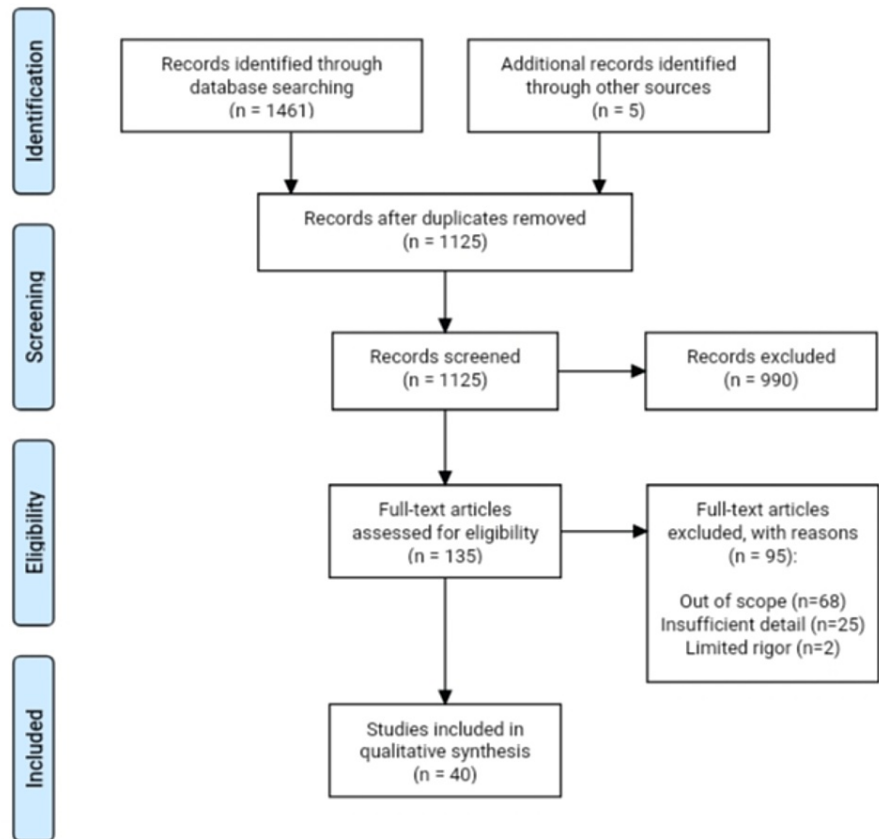 Identification
Records identified through
database searching
(n = 1461)
Additional records identified
through other sources
(n = 5)
Records after duplicates removed
(n = 1125)
Screening
Records screened
(n = 1125)
Records excluded
(n = 990)
Eligibility
Full-text articles
assessed for eligibility
(n = 135)
Full-text articles
excluded, with reasons
(n = 95):
Out of scope (n=68)
Insufficient detail (n=25)
Limited rigor (n=2)
Included
Studies included in
qualitative synthesis
(n = 40)